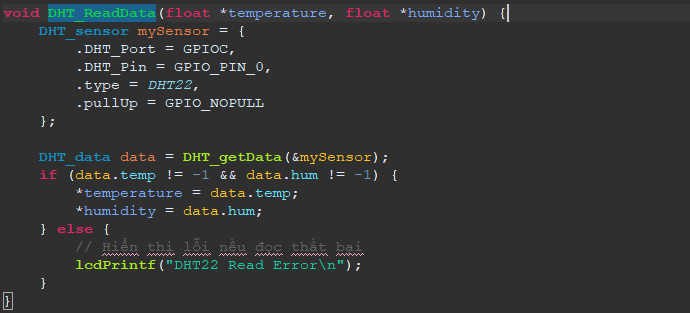 void DHT_ReadData(float *temperature, float *humidity) {
    DHT_sensor mySensor = {
        .DHT_Port = GPIOC,
        .DHT_Pin = GPIO_PIN_0,
        .type = DHT22,
        .pullUp = GPIO_NOPULL
    };

    DHT_data data = DHT_getData(&mySensor);
    if (data.temp != -1 && data.hum != -1) {
        *temperature = data.temp;
        *humidity = data.hum;
    } else {
        // Hiển thị lỗi nếu đọc thất bại
        lcdPrintf("DHT22 Read Error\n");
    }
}